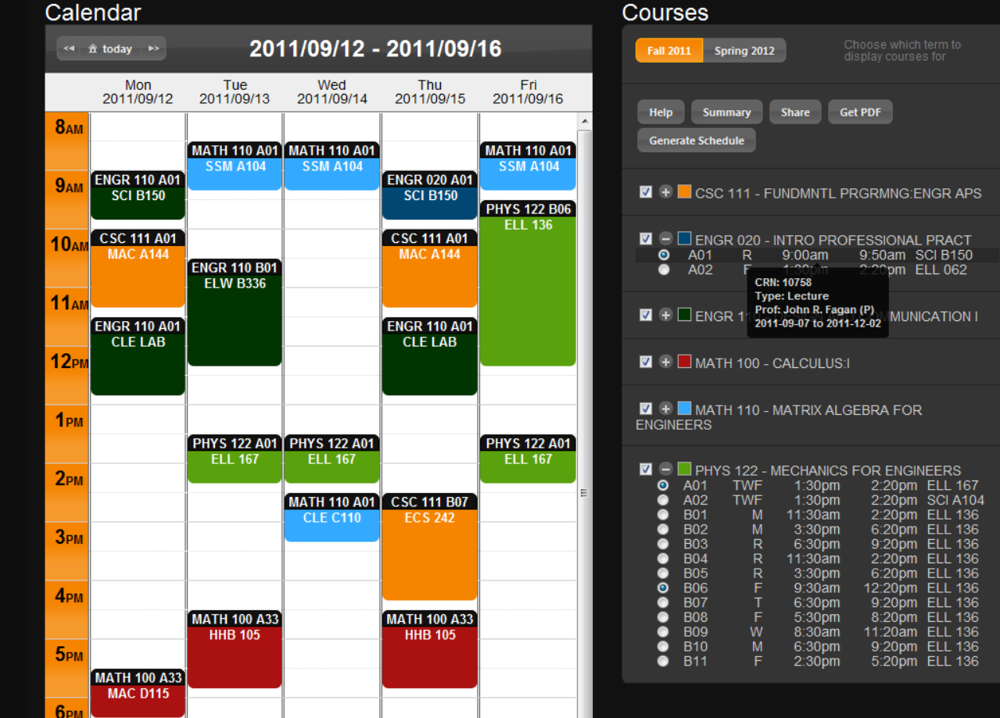 Calendar
today
2011/09/12 - 2011/09/16
Mon
2011/09/12
Tue
2011/09/13
Wed
2011/09/14
Thu
2011/09/15
Fri
2011/09/16
8AM
MATH 110 A01
SSM A104
MATH 110 A01
SSM A104
MATH 110 A01
SSM A104
9AM
ENGR 110 A01
SCI B150
ENGR 020 A01
SCI B150
PHYS 122 B06
ELL 136
10AM
CSC 111 A01
MAC A144
CSC 111 A01
MAC A144
ENGR 110 B01
ELW B336
11AM
ENGR 110 A01
CLE LAB
ENGR 110 A01
CLE LAB
12PM
1PM
PHYS 122 A01
ELL 167
PHYS 122 A01
ELL 167
PHYS 122 A01
ELL 167
2PM
MATH 110 A01
CLE C110
CSC 111 B07
ECS 242
3PM
4PM
MATH 100 A33
HHB 105
MATH 100 A33
HHB 105
5PM
MATH 100 A33
MAC D115
6PM
Courses
Fall 2011 Spring 2012
Choose which term to
display courses for
Help Summary Share Get PDF
Generate Schedule
CSC 111 - FUNDMNTL PRGRMNG:ENGR APS
ENGR 020 - INTRO PROFESSIONAL PRACT
A01 R 9:00am 9:50am SCI B150
A02 F 1:30pm 2:20pm ELL 062
CRN: 10758
Type: Lecture
Prof: John R. Fagan (P)
2011-09-07 to 2011-12-02
ENGR 11 MUNICATION I
MATH 100 - CALCULUS:I
MATH 110 - MATRIX ALGEBRA FOR
ENGINEERS
PHYS 122 - MECHANICS FOR ENGINEERS
A01 TWF 1:30pm 2:20pm ELL 167
A02 TWF 1:30pm 2:20pm SCI A104
B01 M 11:30am 2:20pm ELL 136
B02 M 3:30pm 6:20pm ELL 136
B03 R 6:30pm 9:20pm ELL 136
B04 R 11:30am 2:20pm ELL 136
B05 R 3:30pm 6:20pm ELL 136
B06 F 9:30am 12:20pm ELL 136
B07 T 6:30pm 9:20pm ELL 136
B08 F 5:30pm 8:20pm ELL 136
B09 W 8:30am 11:20am ELL 136
B10 M 6:30pm 9:20pm ELL 136
B11 F 2:30pm 5:20pm ELL 136